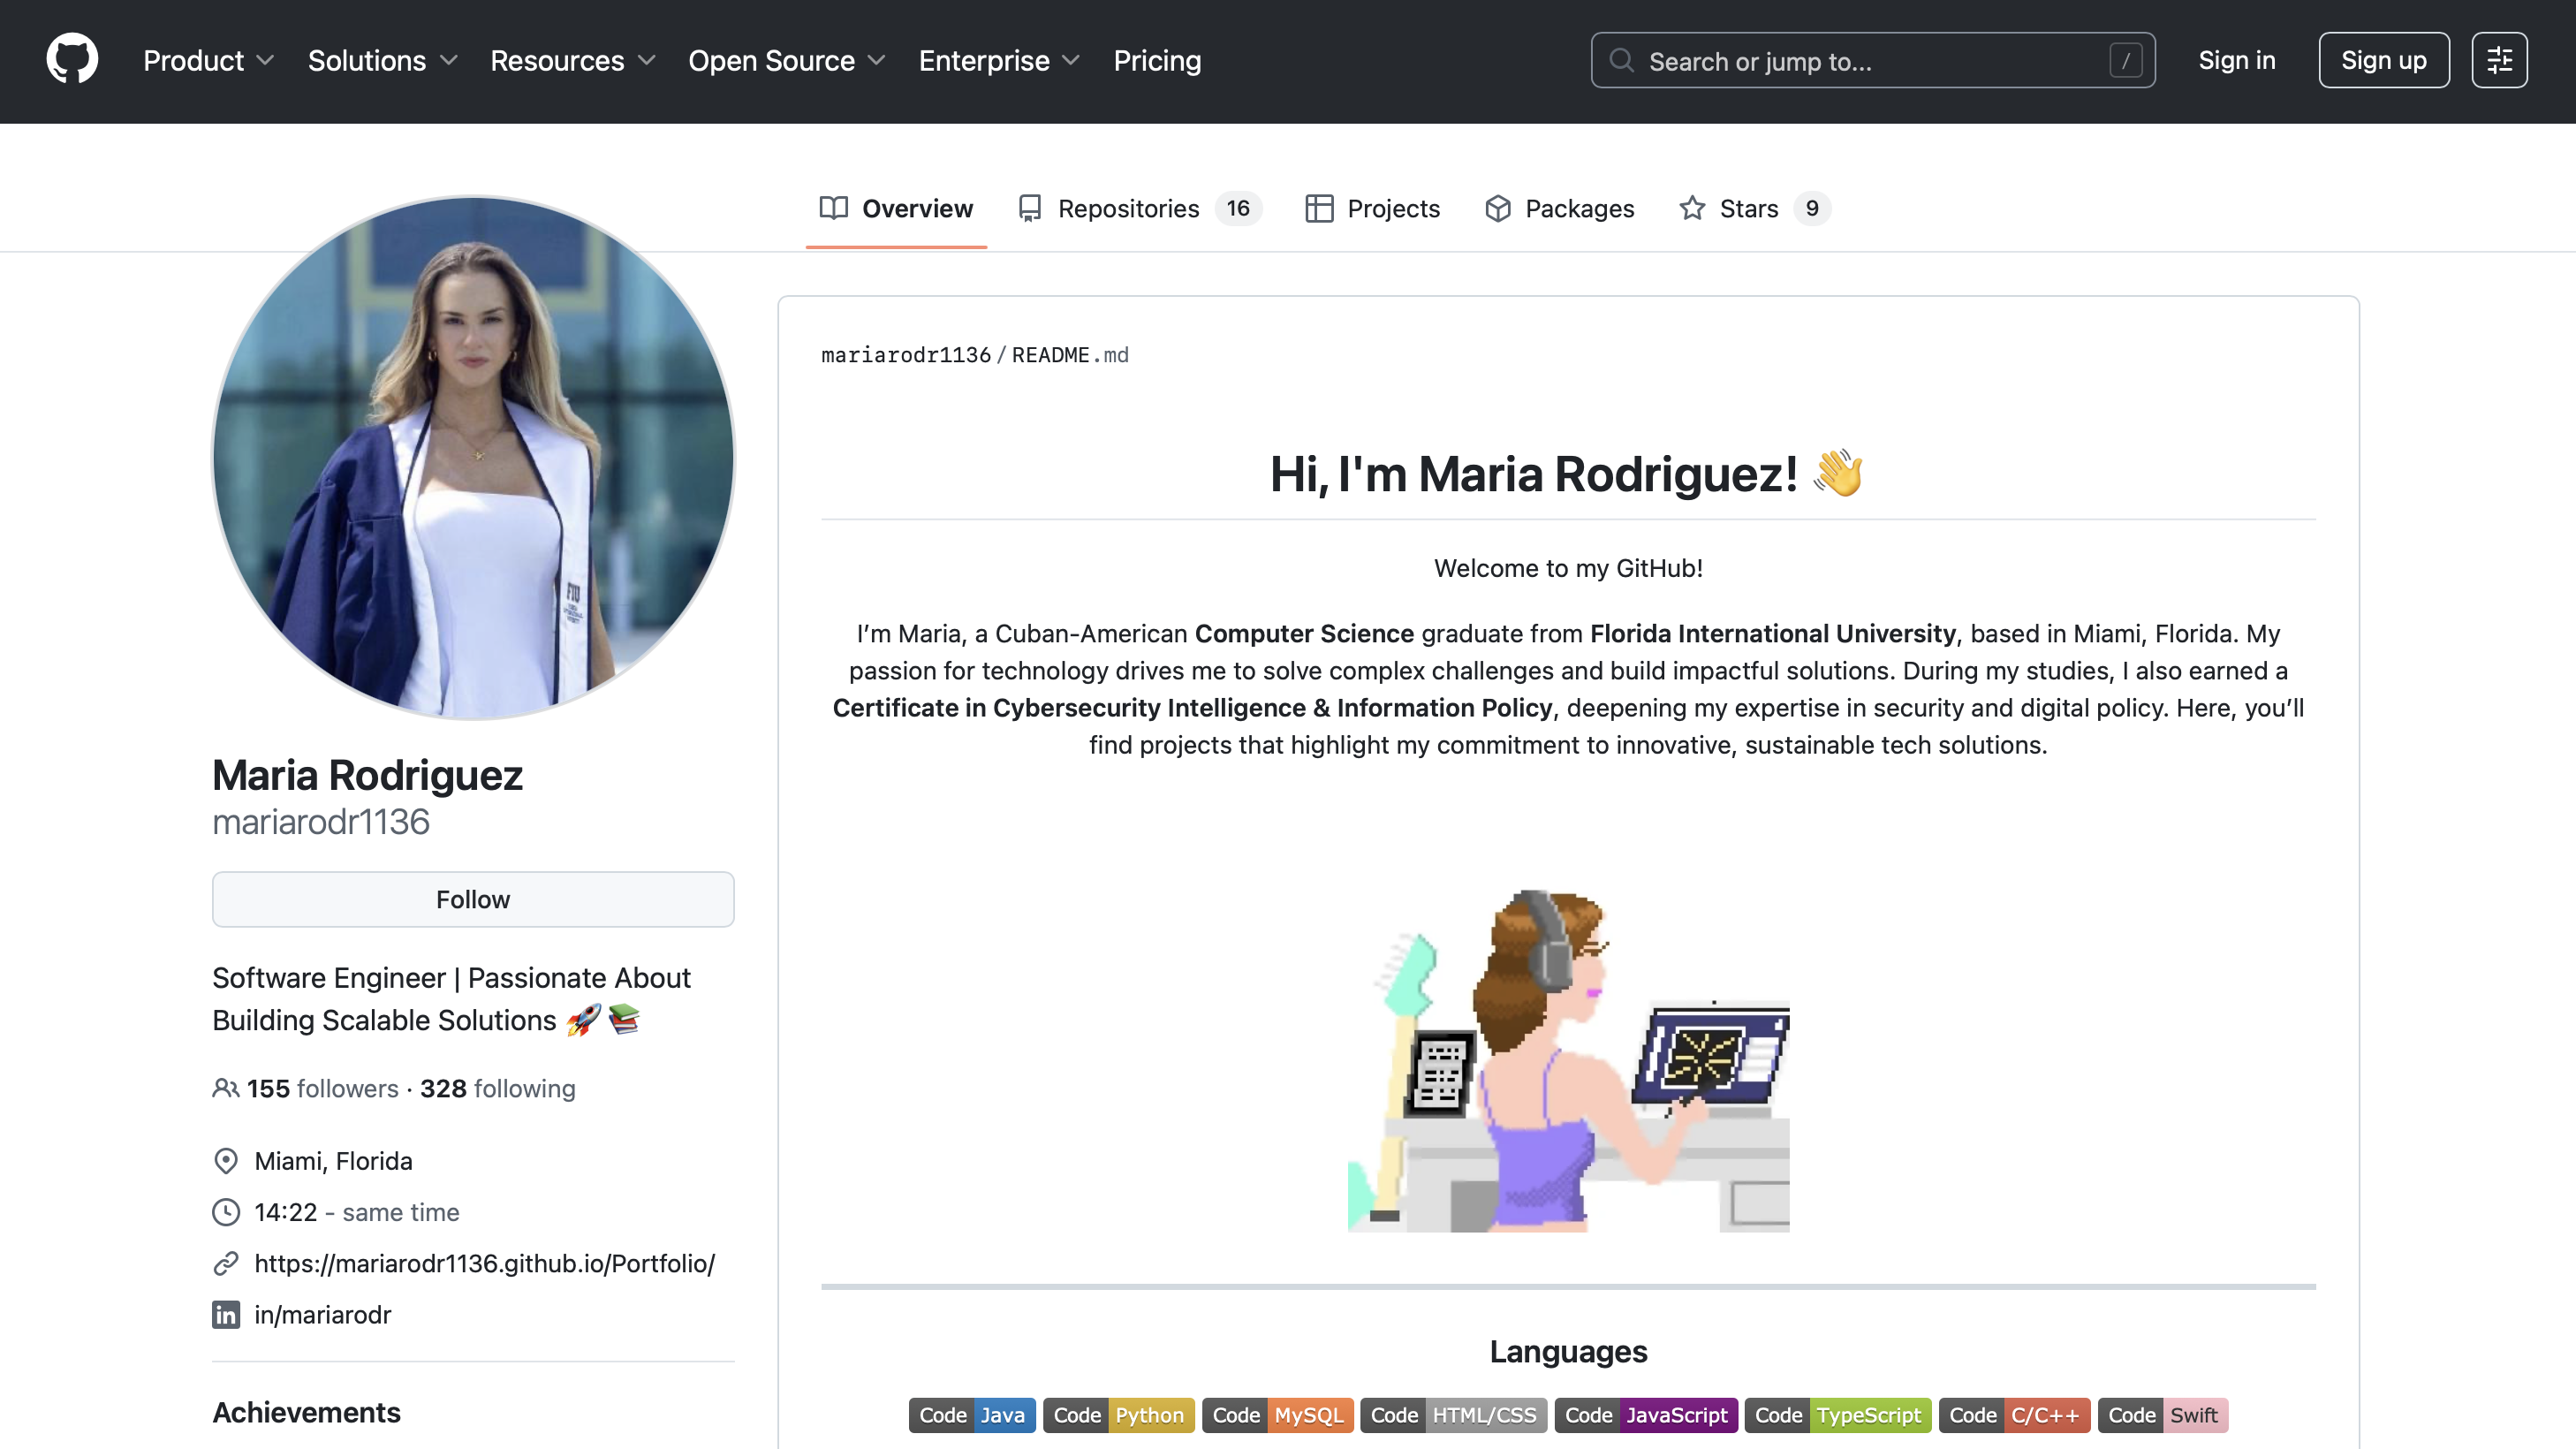 Product
Solutions
Resources
Open Source
Enterprise
Pricing
Search or jump to...
/
Sign in
Sign up
Overview
Repositories 16
Projects
Packages
Stars 9
FIU
Maria Rodriguez
mariarodr1136
Follow
Software Engineer | Passionate About
Building Scalable Solutions 🚀📚
155 followers · 328 following
Miami, Florida
14:22 - same time
https://mariarodr1136.github.io/Portfolio/
in/mariarodr
Achievements
mariarodr1136/README.md
Hi, I'm Maria Rodriguez! 👋
Welcome to my GitHub!
I’m Maria, a Cuban-American Computer Science graduate from Florida International University, based in Miami, Florida. My
passion for technology drives me to solve complex challenges and build impactful solutions. During my studies, I also earned a
Certificate in Cybersecurity Intelligence & Information Policy, deepening my expertise in security and digital policy. Here, you’ll
find projects that highlight my commitment to innovative, sustainable tech solutions.
Languages
Code Java Code Python Code MySQL Code HTML/CSS Code JavaScript Code TypeScript Code C/C++ Code Swift